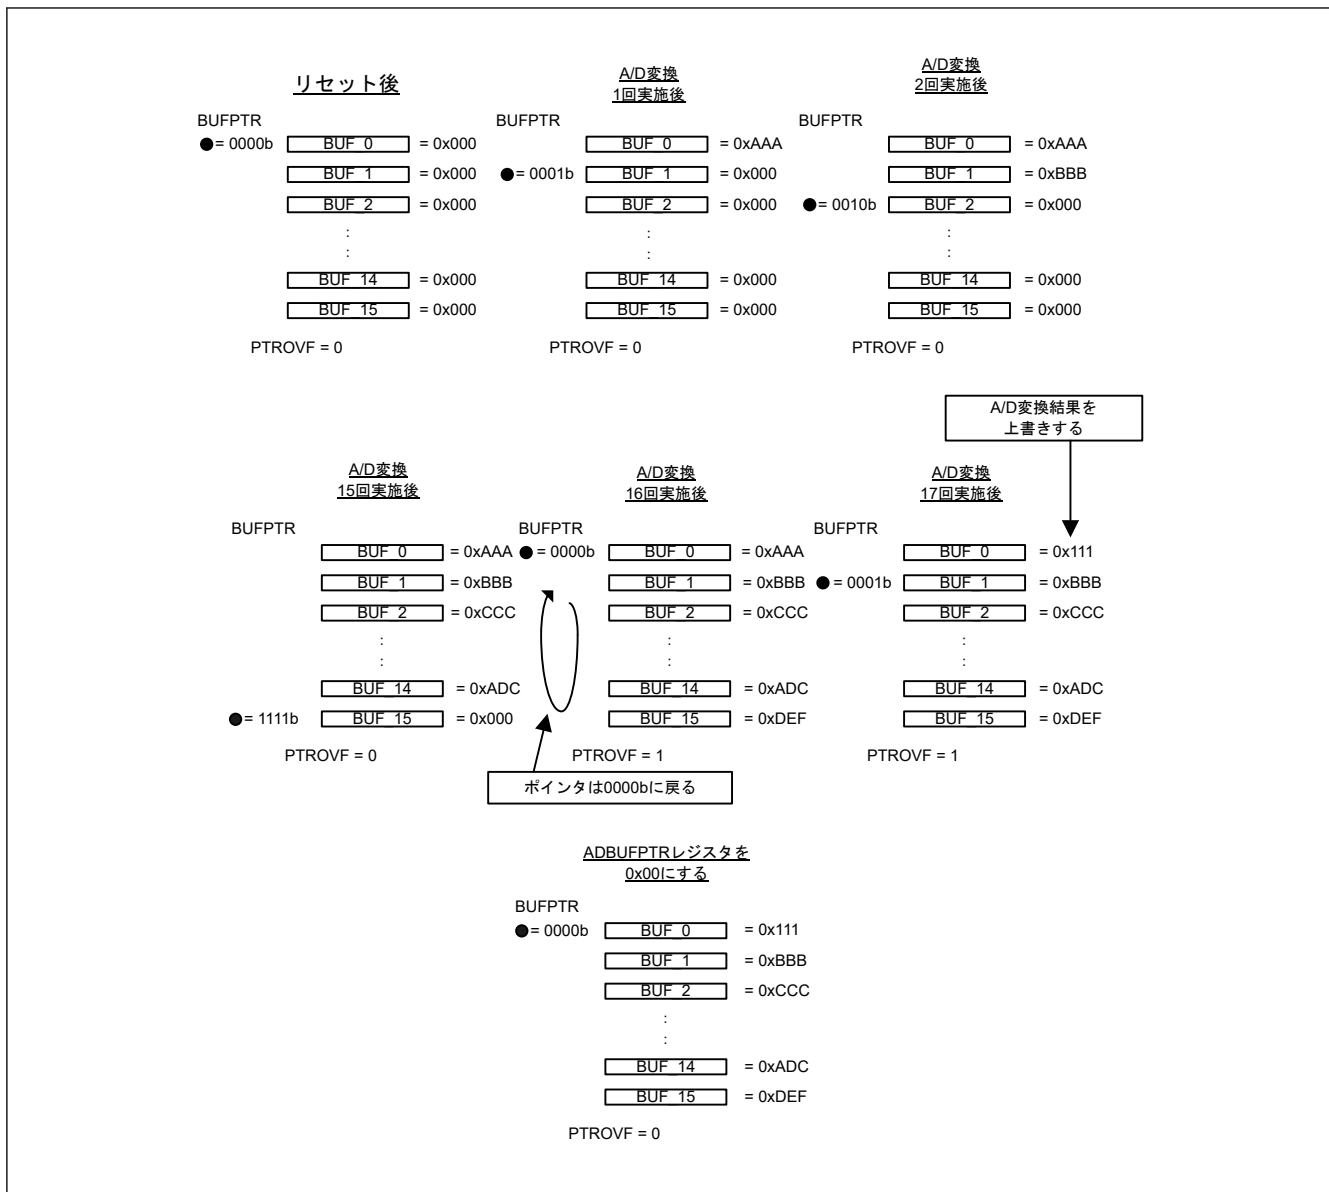 リセット後
BUFPTR
= 0000b BUF_0 = 0x000
BUF_1 = 0x000
BUF_2 = 0x000
:
:
BUF_14 = 0x000
BUF_15 = 0x000
PTROVF = 0
A/D変換
1回実施後
BUFPTR
BUF_0 = 0xAAA
= 0001b BUF_1 = 0x000
BUF_2 = 0x000
:
:
BUF_14 = 0x000
BUF_15 = 0x000
PTROVF = 0
A/D変換
2回実施後
BUFPTR
BUF_0 = 0xAAA
BUF_1 = 0xBBB
= 0010b BUF_2 = 0x000
:
:
BUF_14 = 0x000
BUF_15 = 0x000
PTROVF = 0
A/D変換
15回実施後
BUFPTR
BUF_0 = 0xAAA
BUF_1 = 0xBBB
BUF_2 = 0xCCC
:
:
BUF_14 = 0xADC
= 1111b BUF_15 = 0x000
PTROVF = 0
A/D変換
16回実施後
BUFPTR
= 0000b BUF_0 = 0xAAA
BUF_1 = 0xBBB
BUF_2 = 0xCCC
:
:
BUF_14 = 0xADC
BUF_15 = 0xDEF
PTROVF = 1
ポインタは0000bに戻る
A/D変換結果を
上書きする
A/D変換
17回実施後
BUFPTR
BUF_0 = 0x111
= 0001b BUF_1 = 0xBBB
BUF_2 = 0xCCC
:
:
BUF_14 = 0xADC
BUF_15 = 0xDEF
PTROVF = 1
ADBUFPTRレジスタを
0x00にする
BUFPTR
= 0000b BUF_0 = 0x111
BUF_1 = 0xBBB
BUF_2 = 0xCCC
:
:
BUF_14 = 0xADC
BUF_15 = 0xDEF
PTROVF = 0